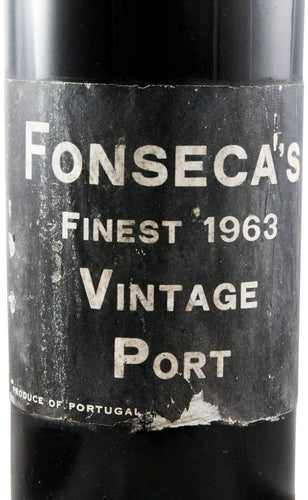 FONSECA'S
FINEST 1963
VINTAGE
PORT
PRODUCE OF PORTUGAL